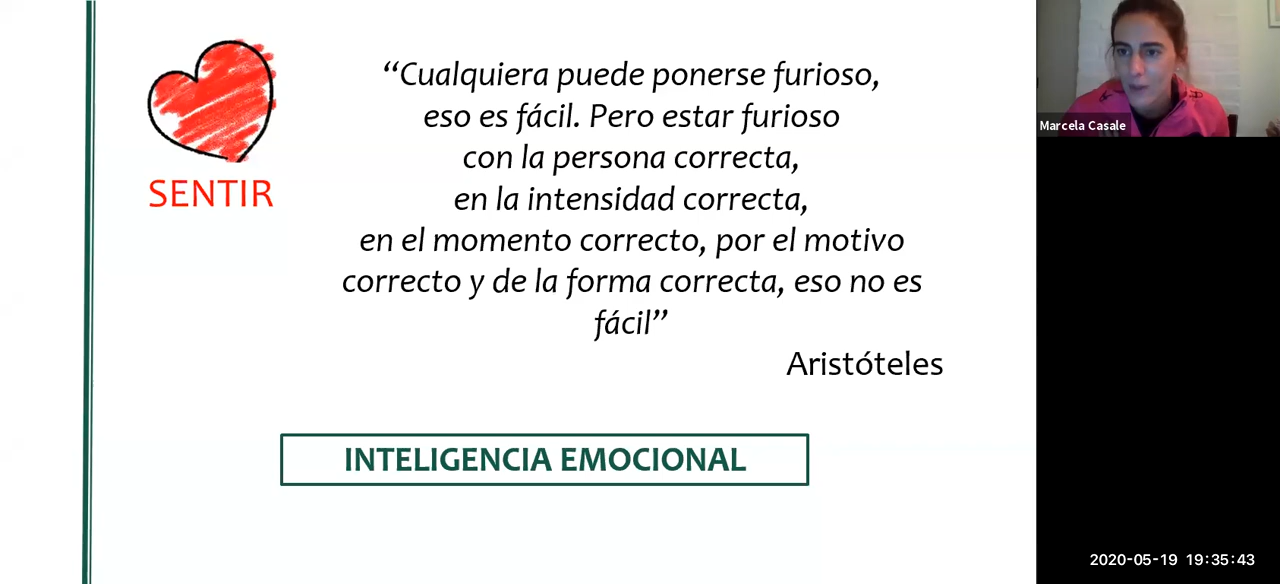 SENTIR
“Cualquiera puede ponerse furioso,
eso es fácil. Pero estar furioso
con la persona correcta,
en la intensidad correcta,
en el momento correcto, por el motivo
correcto y de la forma correcta, eso no es
fácil”
Aristóteles
INTELIGENCIA EMOCIONAL
Marcela Casale
2020-05-19 19:35:43